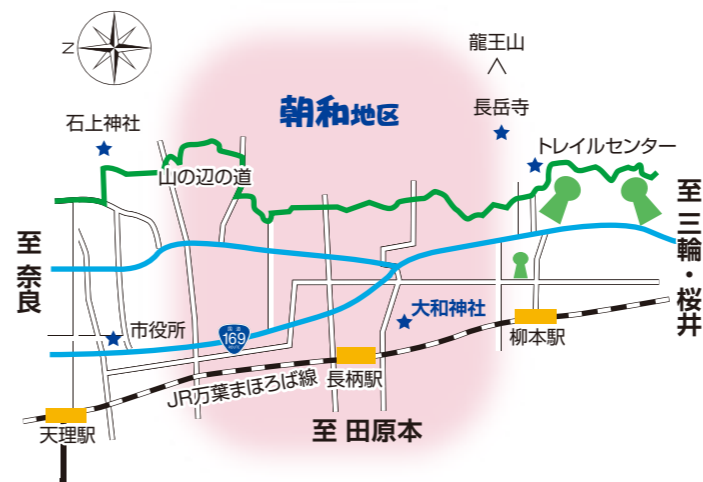 N
龍王山
朝和地区
長岳寺
石上神社
トレイルセンター
山の辺の道
至 奈良
至 三輪・桜井
国道
169
大和神社
市役所
柳本駅
長柄駅
JR万葉まほろば線
天理駅
至 田原本